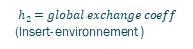 h₂ = global exchange coeff
(Insert-environnement)